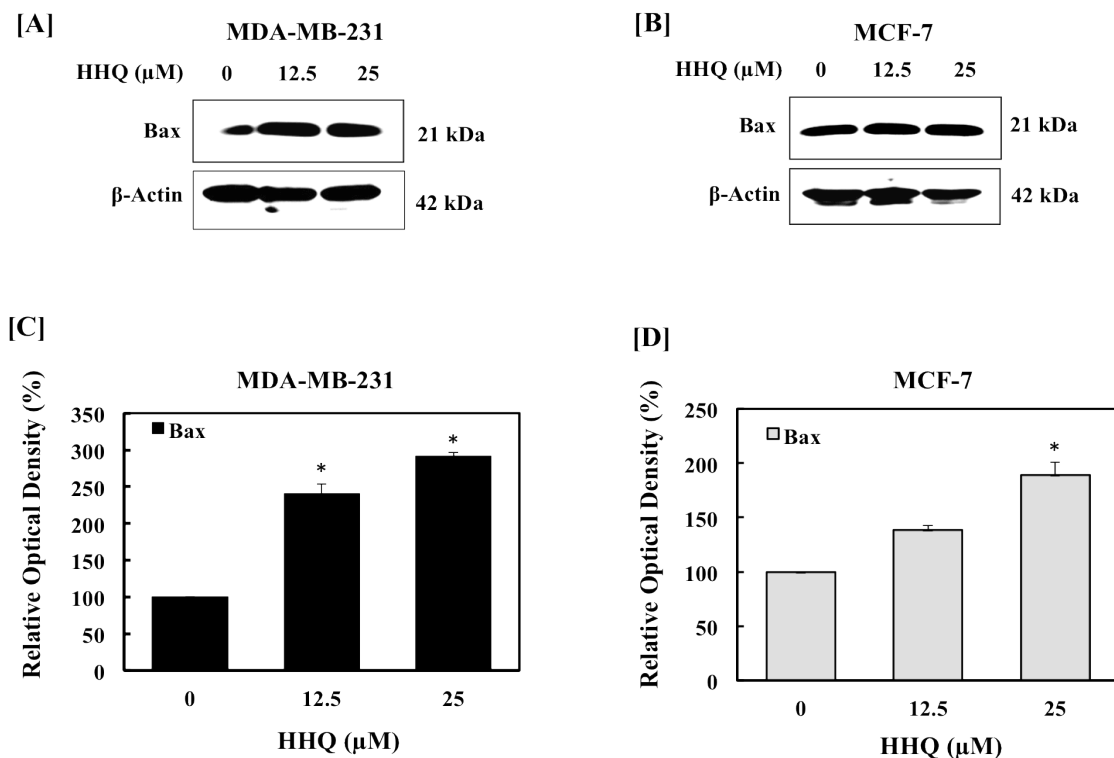 [A]
MDA-MB-231
HHQ (µM) 0 12.5 25
Bax 21 kDa
β-Actin 42 kDa
[B]
MCF-7
HHQ (µM) 0 12.5 25
Bax 21 kDa
β-Actin 42 kDa
[C]
MDA-MB-231
Relative Optical Density (%)
350
300
250
200
150
100
50
0
Bax
*
*
0 12.5 25
HHQ (µM)
[D]
MCF-7
Relative Optical Density (%)
250
200
150
100
50
0
Bax
*
0 12.5 25
HHQ (µM)